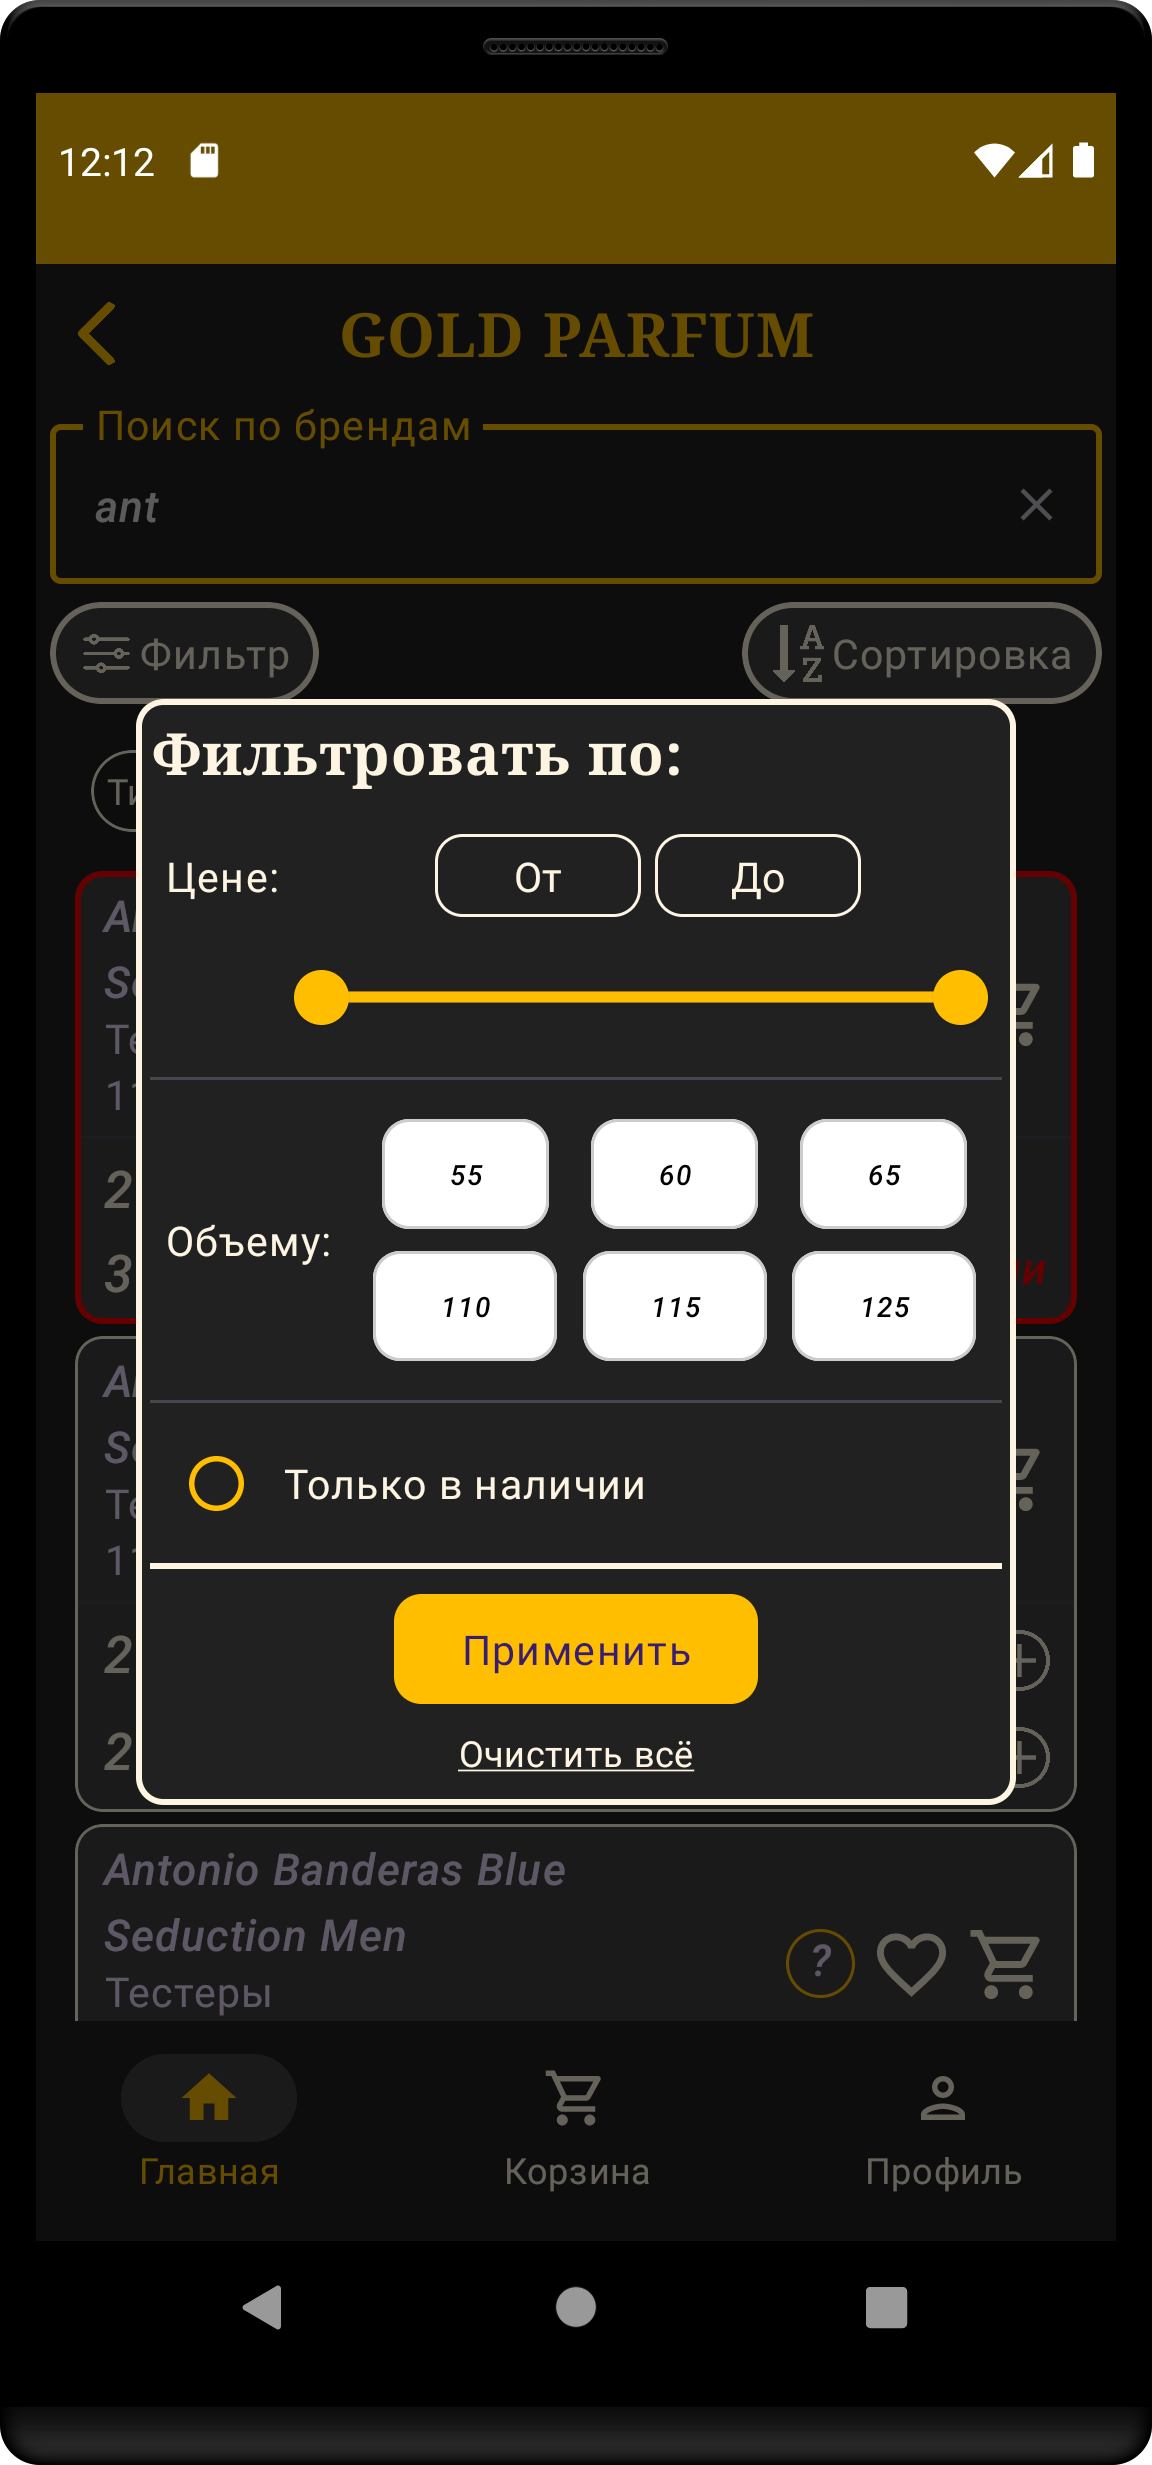 12:12
GOLD PARFUM
Поиск по брендам
ant
Фильтр
A
Z
Сортировка
Фильтровать по:
Цене:
От
До
55
60
65
Объему:
110
115
125
Только в наличии
Применить
Очистить всё
Antonio Banderas Blue
Seduction Men
?
Тестеры
Главная
Корзина
Профиль